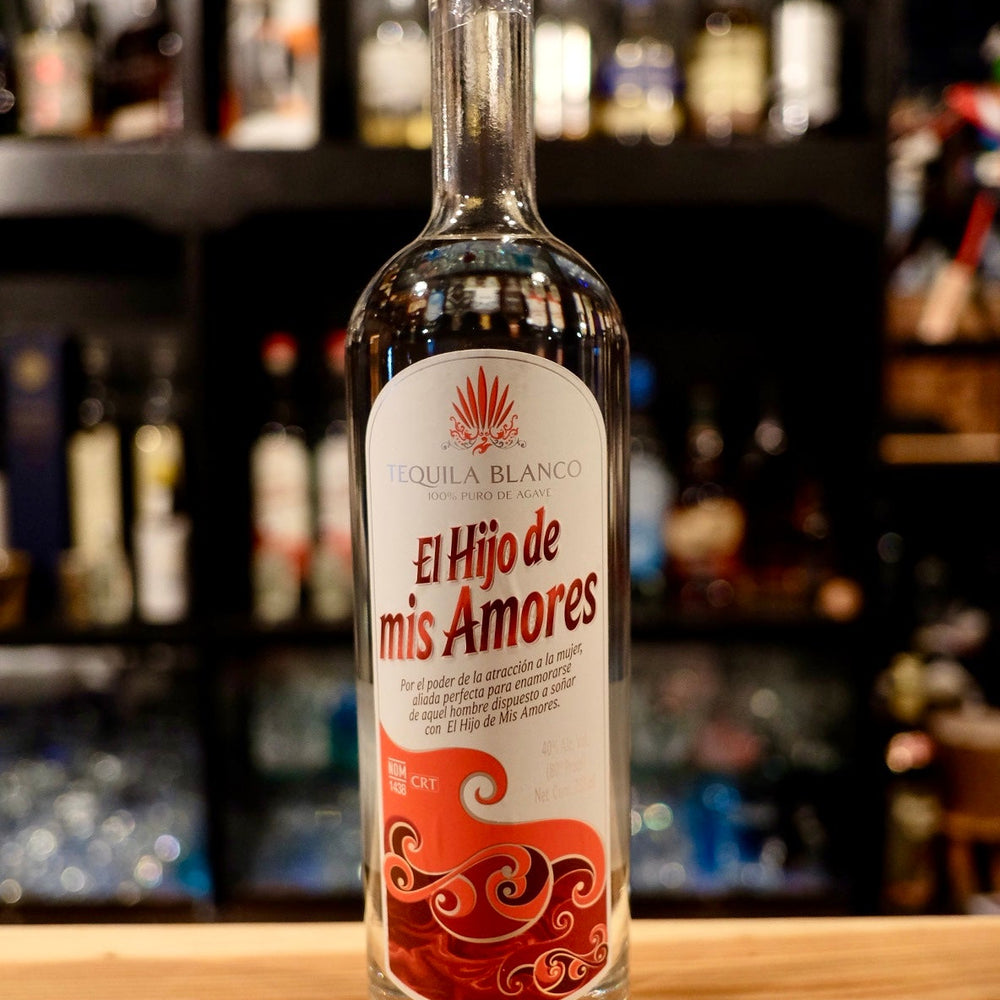 TEQUILA BLANCO
100% PURO DE AGAVE
El Hijo de
mis Amores
Por el poder de la atracción a la mujer,
aliada perfecta para enamorarse
de aquel hombre dispuesto a soñar
con El Hijo de Mis Amores.
40% Alc. Vol.
Net. Cont.
NOM
1438
CRT